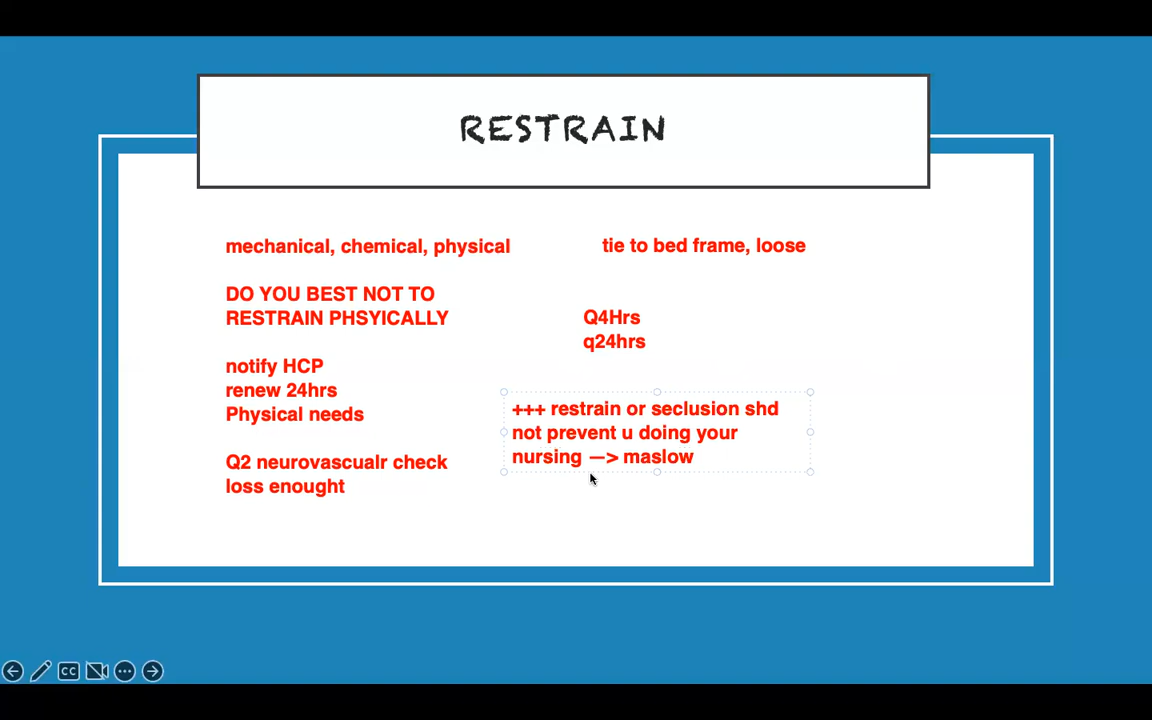 RESTRAIN
mechanical, chemical, physical
DO YOU BEST NOT TO
RESTRAIN PHSYICALLY
notify HCP
renew 24hrs
Physical needs
Q2 neurovascualr check
loss enought
tie to bed frame, loose
Q4Hrs
q24hrs
+++ restrain or seclusion shd
not prevent u doing your
nursing —> maslow
CC